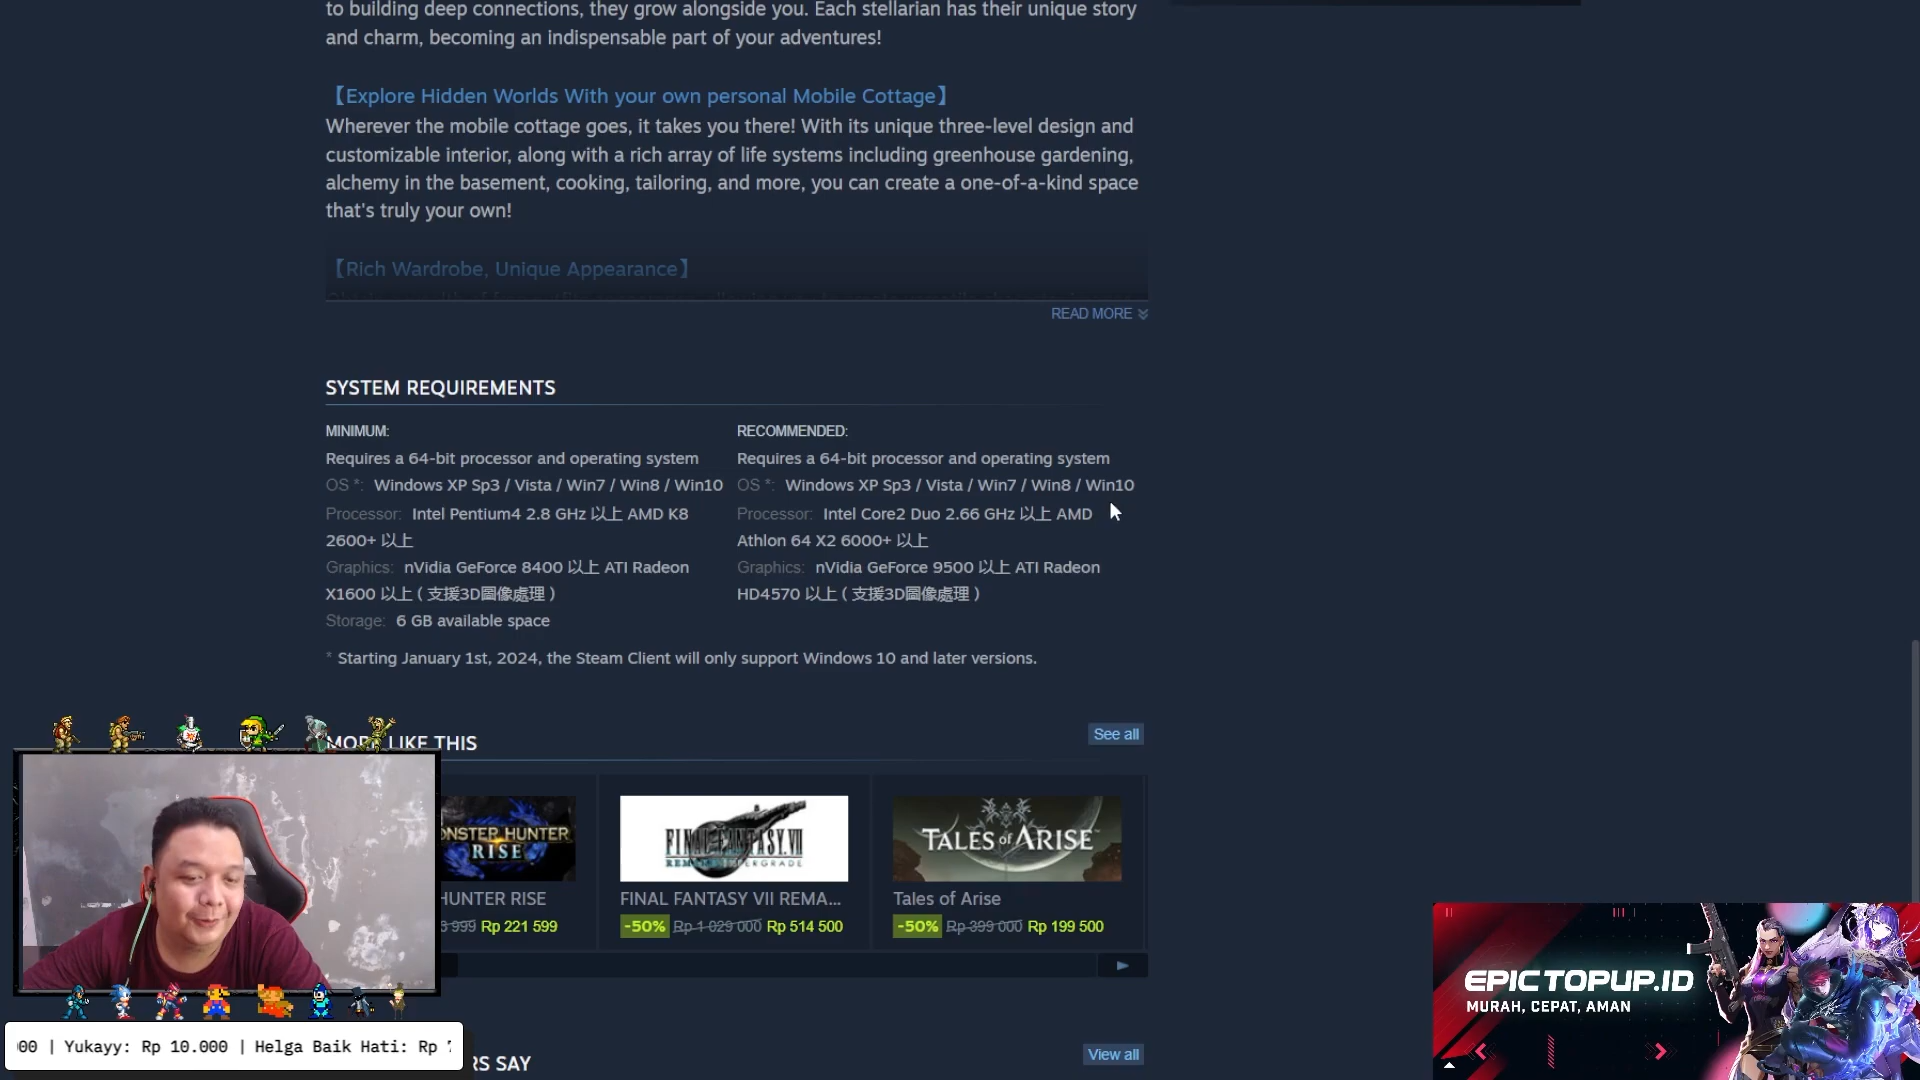 to building deep connections, they grow alongside you. Each stellarian has their unique story
and charm, becoming an indispensable part of your adventures!
【Explore Hidden Worlds With your own personal Mobile Cottage】
Wherever the mobile cottage goes, it takes you there! With its unique three-level design and
customizable interior, along with a rich array of life systems including greenhouse gardening,
alchemy in the basement, cooking, tailoring, and more, you can create a one-of-a-kind space
that's truly your own!
【Rich Wardrobe, Unique Appearance】
READ MORE
SYSTEM REQUIREMENTS
MINIMUM:
Requires a 64-bit processor and operating system
OS *: Windows XP Sp3 / Vista / Win7 / Win8 / Win10
Processor: Intel Pentium4 2.8 GHz 以上 AMD K8
2600+ 以上
Graphics: nVidia GeForce 8400 以上 ATI Radeon
X1600 以上 ( 支援3D圖像處理 )
Storage: 6 GB available space
RECOMMENDED:
Requires a 64-bit processor and operating system
OS *: Windows XP Sp3 / Vista / Win7 / Win8 / Win10
Processor: Intel Core2 Duo 2.66 GHz 以上 AMD
Athlon 64 X2 6000+ 以上
Graphics: nVidia GeForce 9500 以上 ATI Radeon
HD4570 以上 ( 支援3D圖像處理 )
* Starting January 1st, 2024, the Steam Client will only support Windows 10 and later versions.
MORE LIKE THIS
See all
MONSTER HUNTER
RISE
HUNTER RISE
999 Rp 221 599
FINAL FANTASY VII
REMAKE INTERGRADE
FINAL FANTASY VII REMA...
-50% Rp 1 029 000 Rp 514 500
TALES of ARISE
Tales of Arise
-50% Rp 399 000 Rp 199 500
EPICTOPUP.ID
MURAH, CEPAT, AMAN
00 | Yukayy: Rp 10.000 | Helga Baik Hati: Rp
RS SAY
View all